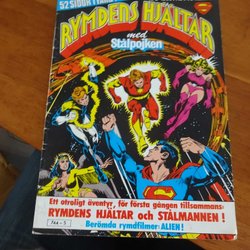 52 SIDOR I FÄRG
RYMDENS HJÄLTAR
med
Stålpojken
Ett otroligt äventyr, för första gången tillsammans:
RYMDENS HJÄLTAR och STÅLMANNEN!
Berömda rymdfilmer: ALIEN!